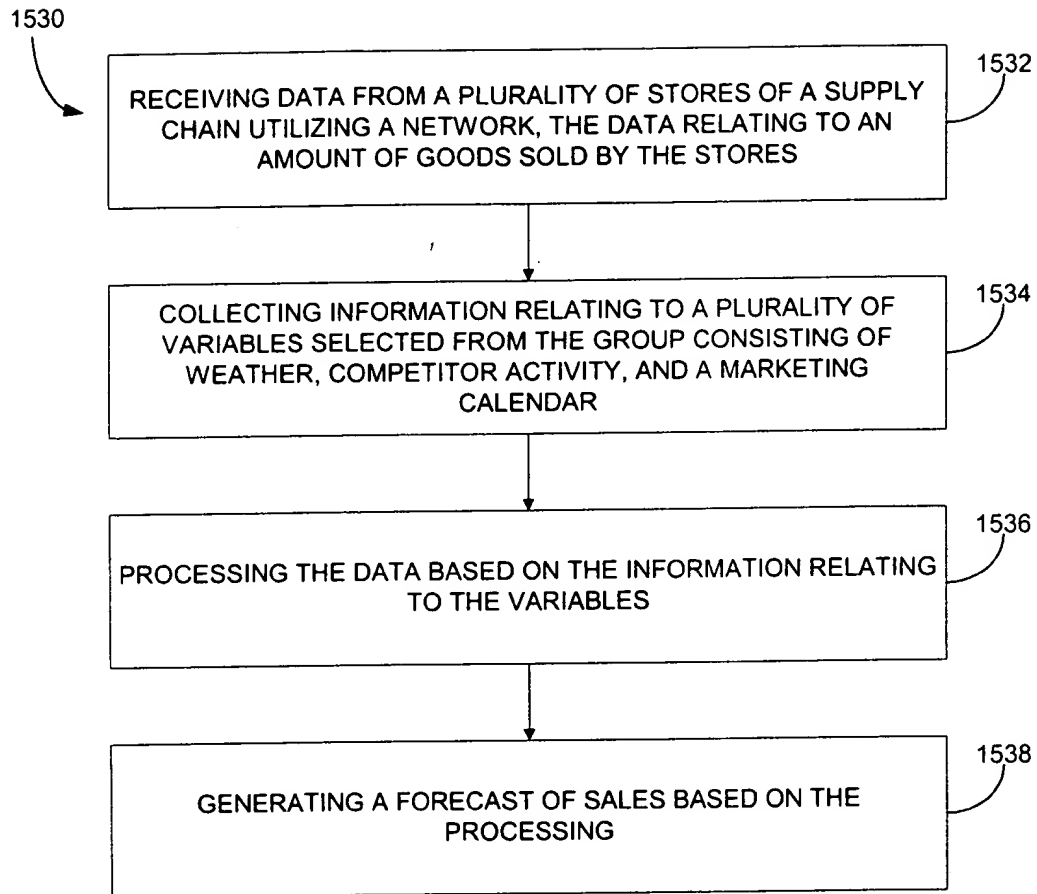 1530
1532
RECEIVING DATA FROM A PLURALITY OF STORES OF A SUPPLY
CHAIN UTILIZING A NETWORK, THE DATA RELATING TO AN
AMOUNT OF GOODS SOLD BY THE STORES
1534
COLLECTING INFORMATION RELATING TO A PLURALITY OF
VARIABLES SELECTED FROM THE GROUP CONSISTING OF
WEATHER, COMPETITOR ACTIVITY, AND A MARKETING
CALENDAR
1536
PROCESSING THE DATA BASED ON THE INFORMATION RELATING
TO THE VARIABLES
1538
GENERATING A FORECAST OF SALES BASED ON THE
PROCESSING